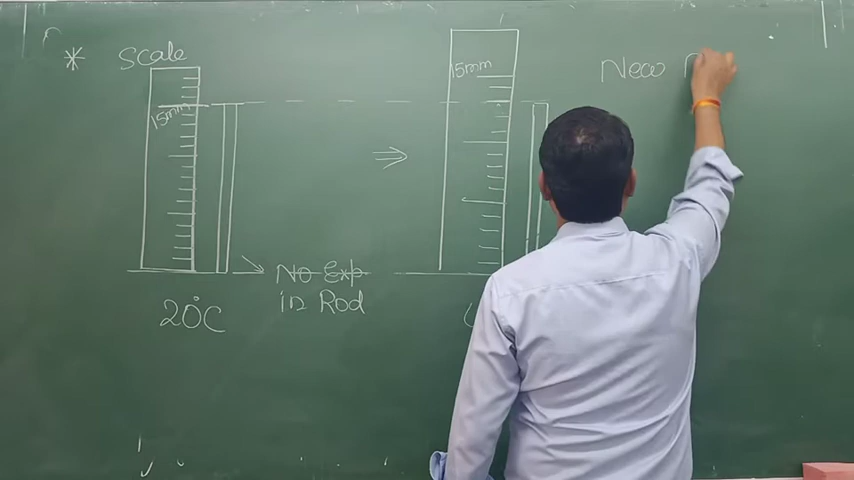 * Scale
15mm
20°C
No Exp
in Rod
⇒
15mm
New